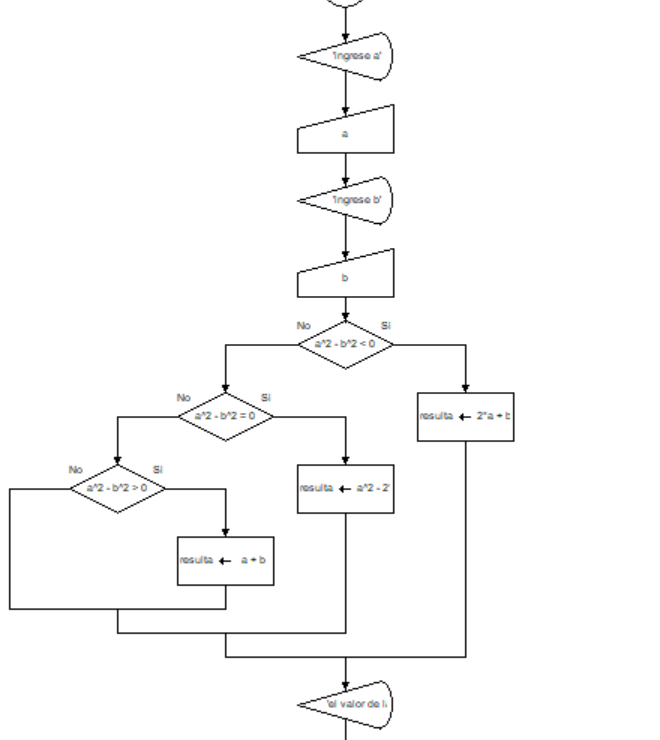 'Ingrese a'
a
'Ingrese b'
b
No
Si
a^2 - b^2 < 0
No
Si
a^2 - b^2 = 0
resulta ← 2*a + b
No
Si
a^2 - b^2 > 0
resulta ← a^2 - 2*
resulta ← a + b
'el valor de l